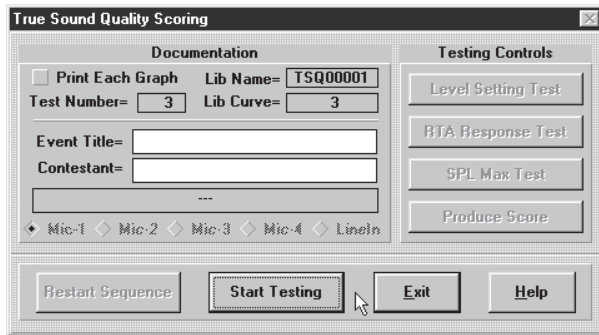 True Sound Quality Scoring
Documentation
Print Each Graph Lib Name= TSQ00001
Test Number= 3 Lib Curve= 3
Event Title=
Contestant=
---
Mic-1 Mic-2 Mic-3 Mic-4 LineIn
Testing Controls
Level Setting Test
RTA Response Test
SPL Max Test
Produce Score
Restart Sequence Start Testing Exit Help